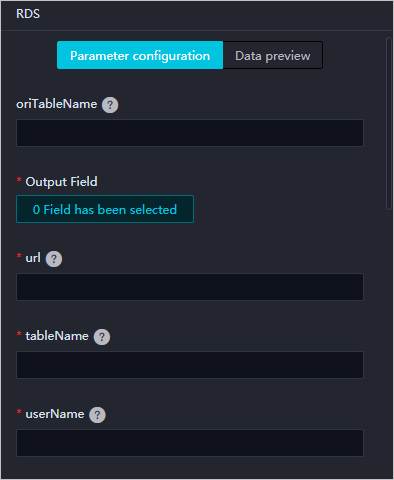 RDS
Parameter configuration Data preview
oriTableName ?
* Output Field
0 Field has been selected
* url ?
* tableName ?
* userName ?